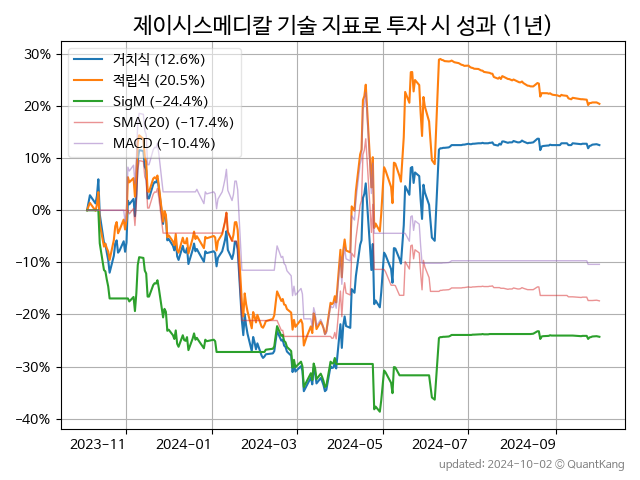 제이시스메디칼 기술 지표로 투자 시 성과 (1년)
거치식 (12.6%)
적립식 (20.5%)
SigM (−24.4%)
SMA(20) (−17.4%)
MACD (−10.4%)
30%
20%
10%
0%
−10%
−20%
−30%
−40%
2023-11 2024-01 2024-03 2024-05 2024-07 2024-09
updated: 2024-10-02 © QuantKang